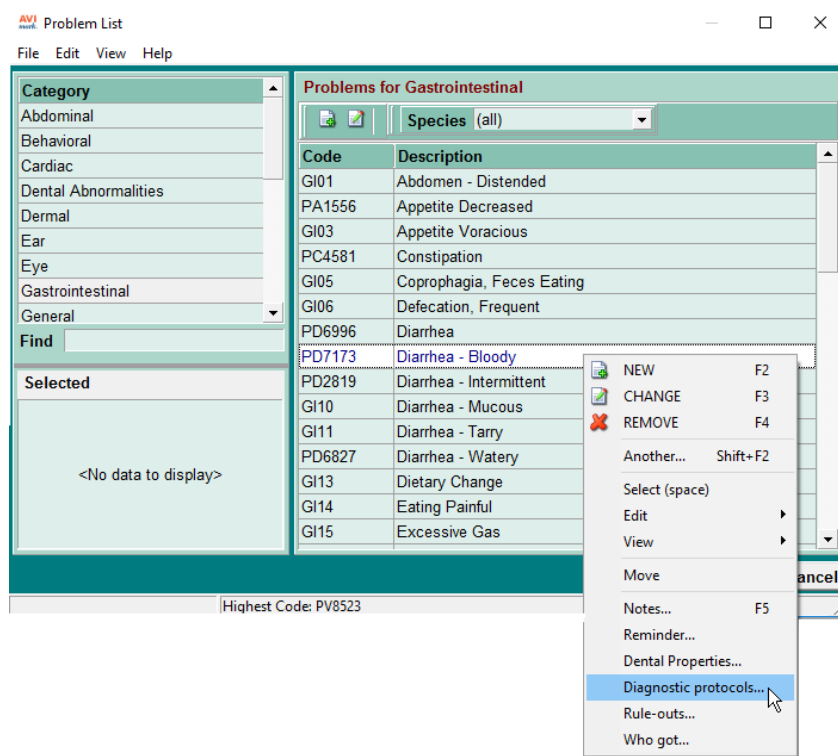 AVI mark. Problem List
File Edit View Help
Category
Abdominal
Behavioral
Cardiac
Dental Abnormalities
Dermal
Ear
Eye
Gastrointestinal
General
Find
Selected
<No data to display>
Problems for Gastrointestinal
Species (all)
Code Description
GI01 Abdomen - Distended
PA1556 Appetite Decreased
GI03 Appetite Voracious
PC4581 Constipation
GI05 Coprophagia, Feces Eating
GI06 Defecation, Frequent
PD6996 Diarrhea
PD7173 Diarrhea - Bloody
PD2819 Diarrhea - Intermittent
GI10 Diarrhea - Mucous
GI11 Diarrhea - Tarry
PD6827 Diarrhea - Watery
GI13 Dietary Change
GI14 Eating Painful
GI15 Excessive Gas
NEW F2
CHANGE F3
REMOVE F4
Another... Shift+F2
Select (space)
Edit
View
Move
Notes... F5
Reminder...
Dental Properties...
Diagnostic protocols...
Rule-outs...
Who got...
ancel
Highest Code: PV8523